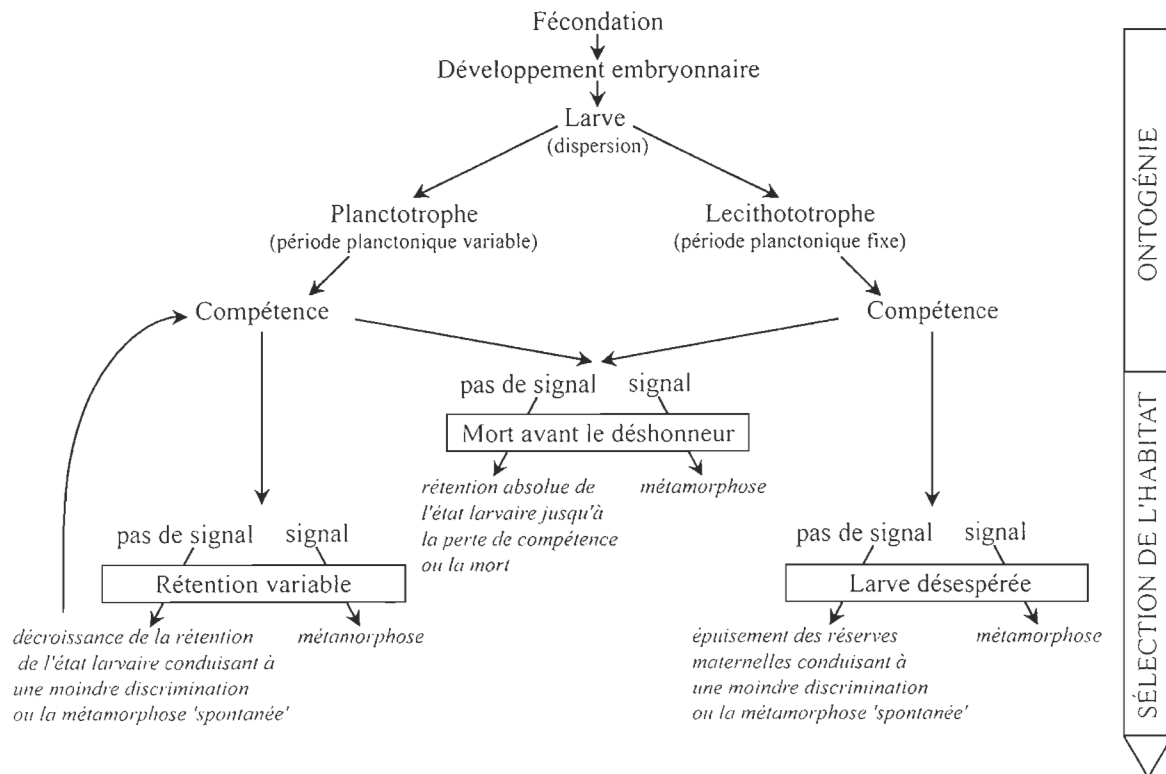 Fécondation
Développement embryonnaire
Larve
(dispersion)
Planctotrophe
(période planctonique variable)
Lecithototrophe
(période planctonique fixe)
Compétence
Compétence
pas de signal
signal
Mort avant le déshonneur
rétention absolue de
l'état larvaire jusqu'à
la perte de compétence
ou la mort
métamorphose
pas de signal
signal
Rétention variable
décroissance de la rétention
de l'état larvaire conduisant à
une moindre discrimination
ou la métamorphose 'spontanée'
métamorphose
pas de signal
signal
Larve désespérée
épuisement des réserves
maternelles conduisant à
une moindre discrimination
ou la métamorphose 'spontanée'
métamorphose
ONTOGÉNIE
SÉLECTION DE L'HABITAT